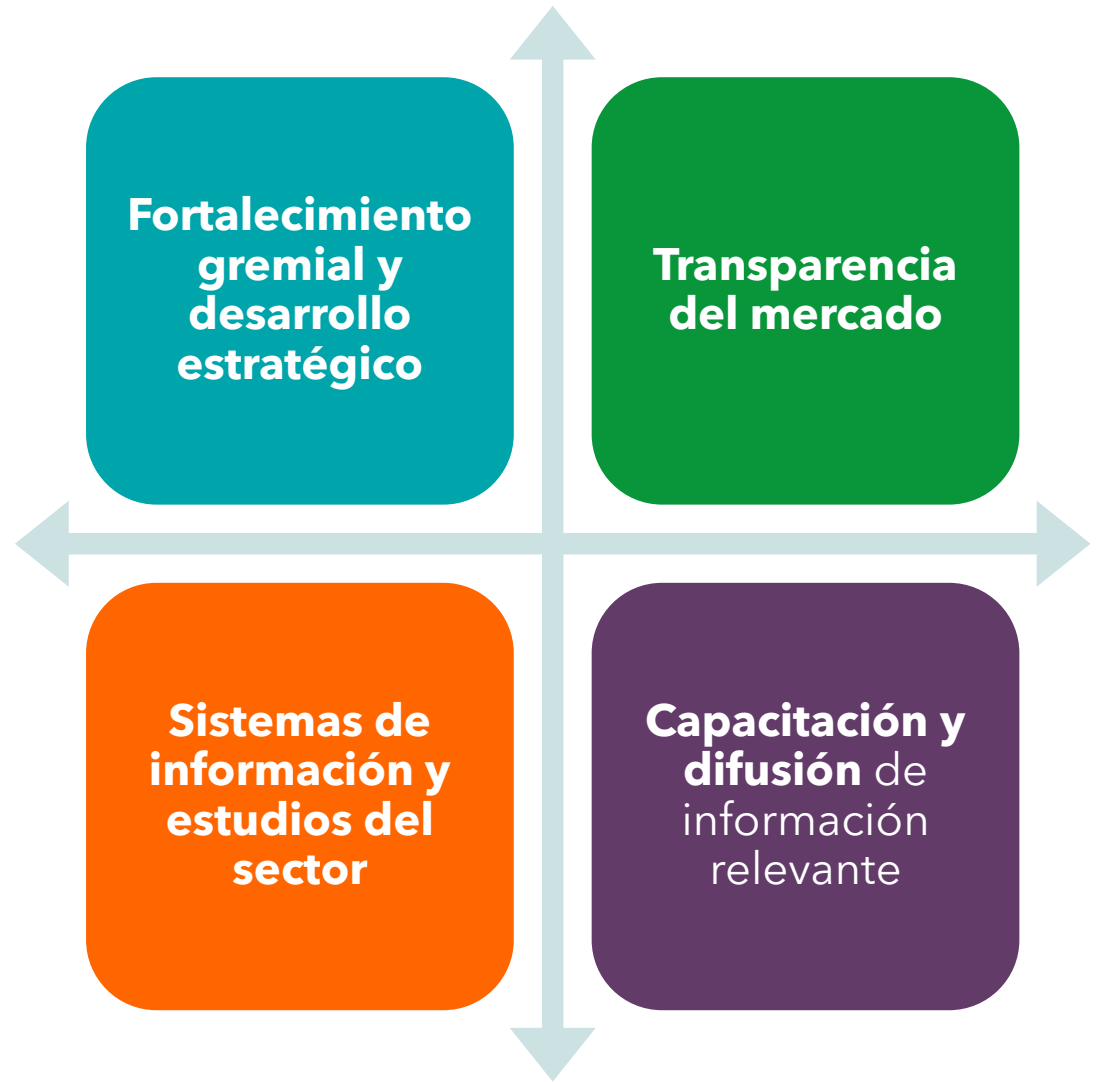 Fortalecimiento
gremial y
desarrollo
estratégico
Transparencia
del mercado
Sistemas de
información y
estudios del
sector
Capacitación y
difusión de
información
relevante